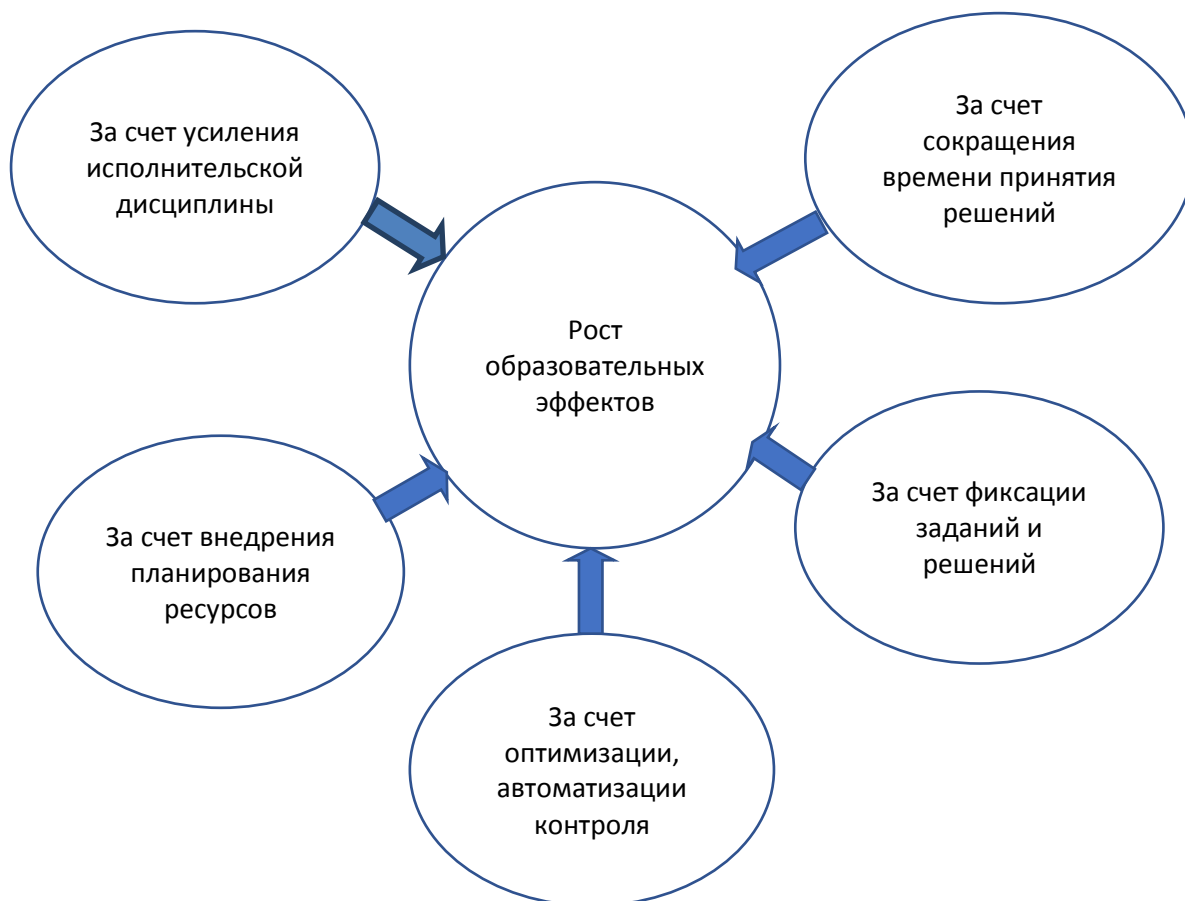 За счет усиления
исполнительской
дисциплины
За счет
сокращения
времени принятия
решений
Рост
образовательных
эффектов
За счет внедрения
планирования
ресурсов
За счет фиксации
заданий и
решений
За счет
оптимизации,
автоматизации
контроля